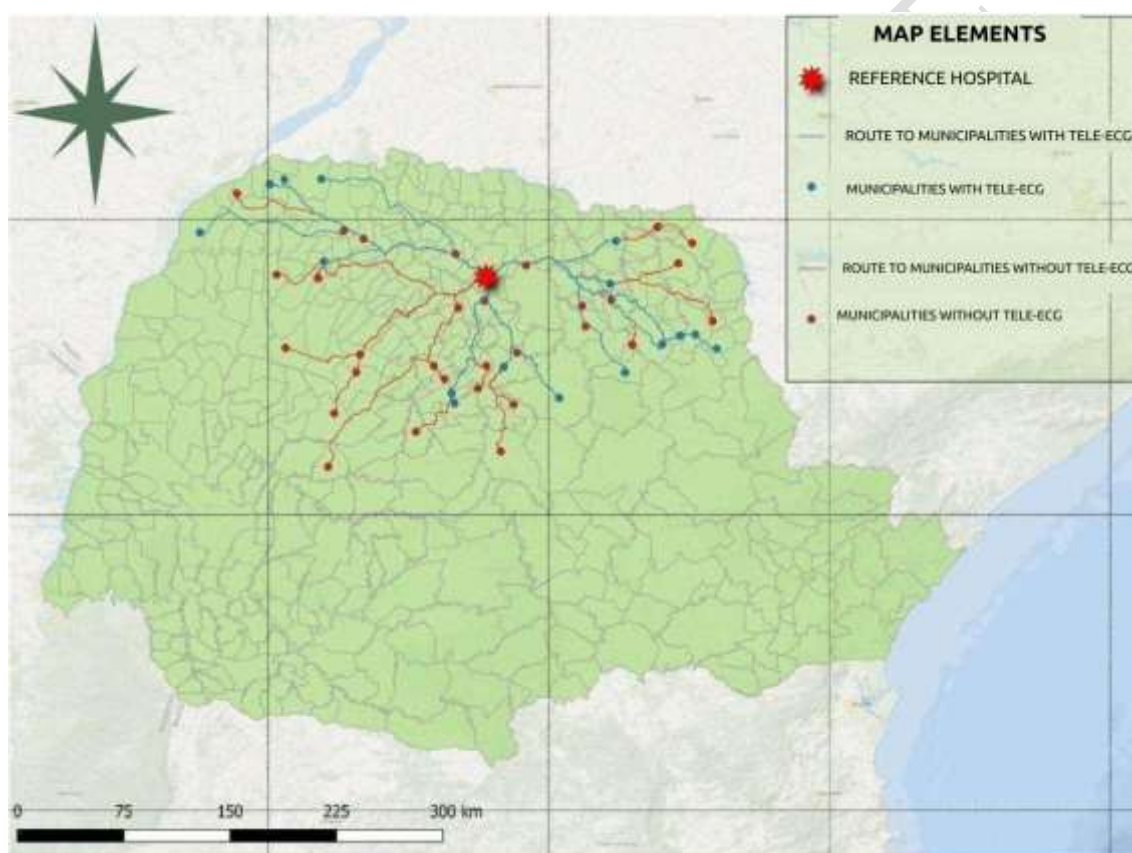 MAP ELEMENTS
REFERENCE HOSPITAL
ROUTE TO MUNICIPALITIES WITH TELE-ECG
MUNICIPALITIES WITH TELE-ECG
ROUTE TO MUNICIPALITIES WITHOUT TELE-ECG
MUNICIPALITIES WITHOUT TELE-ECG
0 75 150 225 300 km